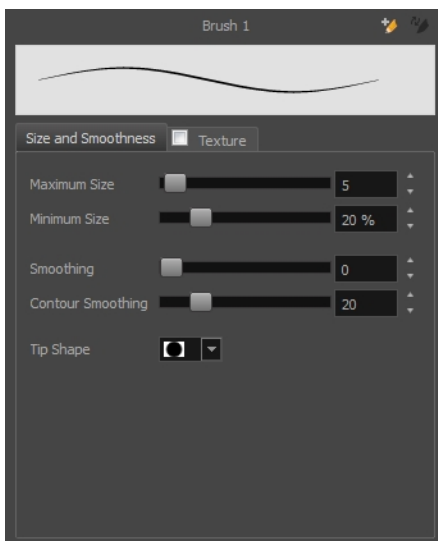 Brush 1
Size and Smoothness Texture
Maximum Size 5
Minimum Size 20 %
Smoothing 0
Contour Smoothing 20
Tip Shape